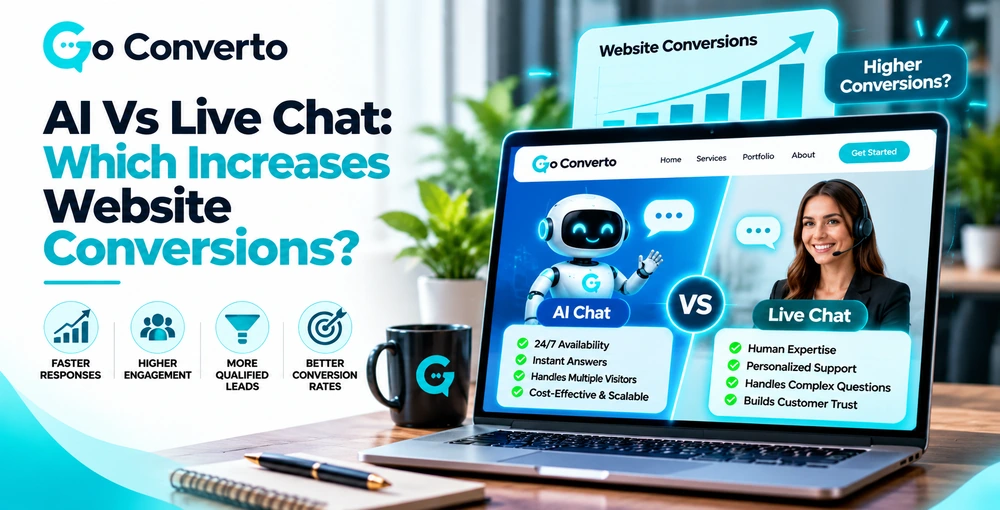 Go Converto
AI Vs Live Chat:
Which Increases
Website
Conversions?
FASTER
RESPONSES
HIGHER
ENGAGEMENT
MORE
QUALIFIED
LEADS
BETTER
CONVERSION
RATES
Website Conversions
Higher
Conversions?
Go Converto
Home
Services
Portfolio
About
Get Started
AI Chat
VS
Live Chat
24/7 Availability
Instant Answers
Handles Multiple Visitors
Cost-Effective & Scalable
Human Expertise
Personalized Support
Handles Complex Questions
Builds Customer Trust
G
G